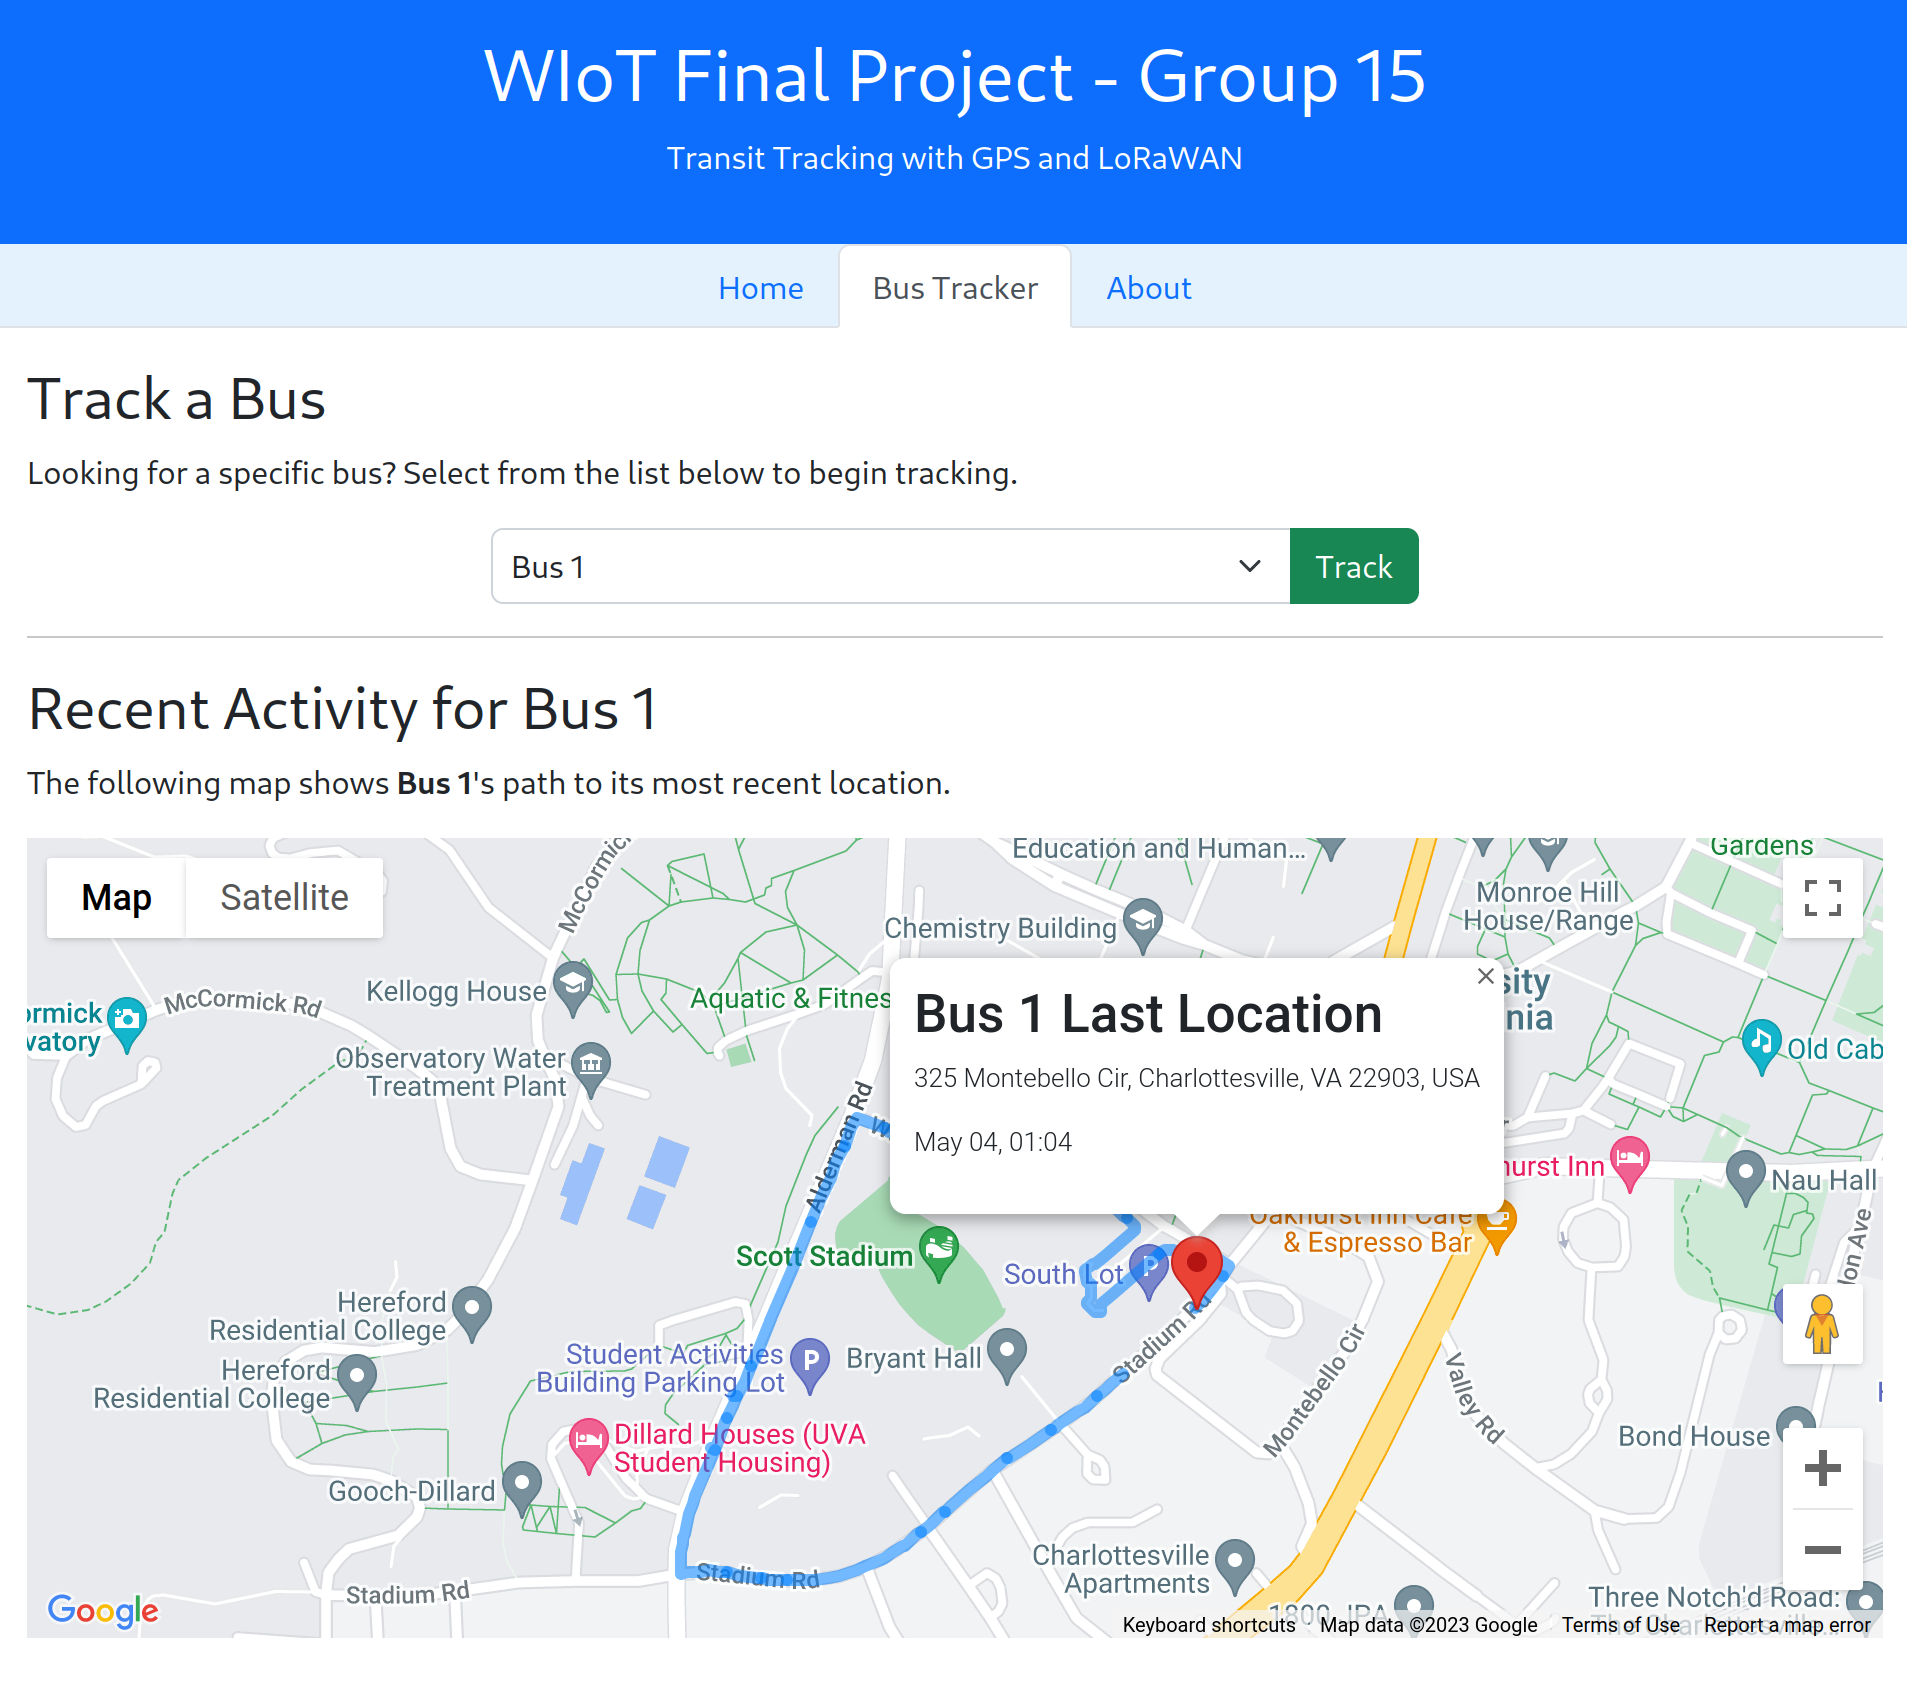 WIoT Final Project - Group 15
Transit Tracking with GPS and LoRaWAN
Home
Bus Tracker
About
Track a Bus
Looking for a specific bus? Select from the list below to begin tracking.
Bus 1
Track
Recent Activity for Bus 1
The following map shows Bus 1's path to its most recent location.
Map
Satellite
McCormick
Education and Human...
Gardens
Monroe Hill
House/Range
Chemistry Building
Kellogg House
McCormick Rd
Aquatic & Fitnes
ormick
vatory
Observatory Water
Treatment Plant
sity
nia
Old Cab
Bus 1 Last Location
325 Montebello Cir, Charlottesville, VA 22903, USA
May 04, 01:04
Alderman Rd
W
hurst Inn
Nau Hall
Oakhurst Inn Cafe
& Espresso Bar
Scott Stadium
South Lot
P
lon Ave
Hereford
Residential College
Hereford
Residential College
Student Activities
Building Parking Lot
P
Bryant Hall
Stadium Rd
Montebello Cir
Valley Rd
Dillard Houses (UVA
Student Housing)
Gooch-Dillard
Bond House
Stadium Rd
Stadium Rd
Charlottesville
Apartments
1800 JPA
Three Notch'd Road:
The Charlottesville...
Google
Keyboard shortcuts
Map data ©2023 Google
Terms of Use
Report a map error